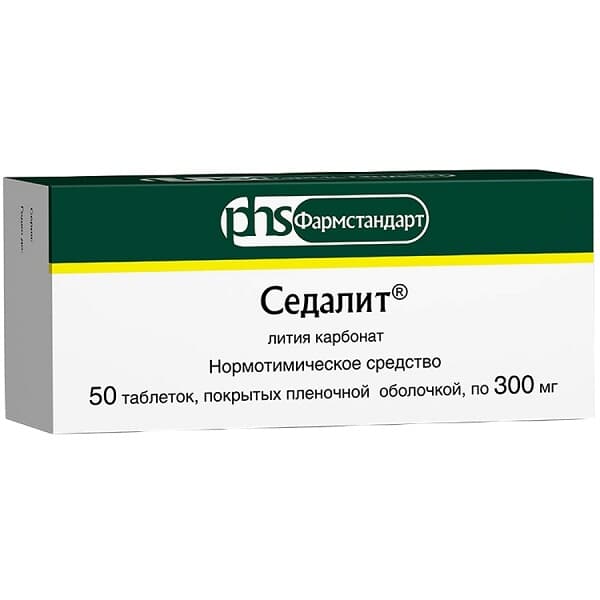 phs Фармстандарт
Седалит®
лития карбонат
Нормотимическое средство
50 таблеток, покрытых пленочной оболочкой, по 300 мг